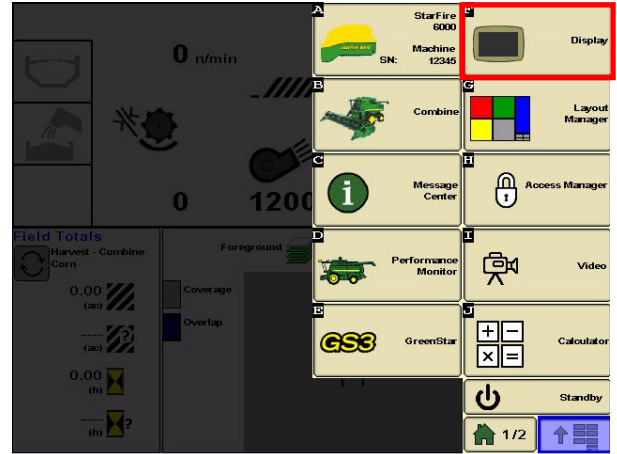 0 n/min
0
1200
Field Totals
Harvest - Combine
Corn
0.00
(ac)
----
(ac)
?
0.00
(h)
----
(h)
?
Foreground
Coverage
Overlap
A
StarFire
6000
Machine
SN: 12345
StarFire 6000
B
Combine
C
i
Message
Center
D
Performance
Monitor
E
GS3
GreenStar
F
Display
G
Layout
Manager
H
Access Manager
I
Video
J
Calculator
Standby
1/2